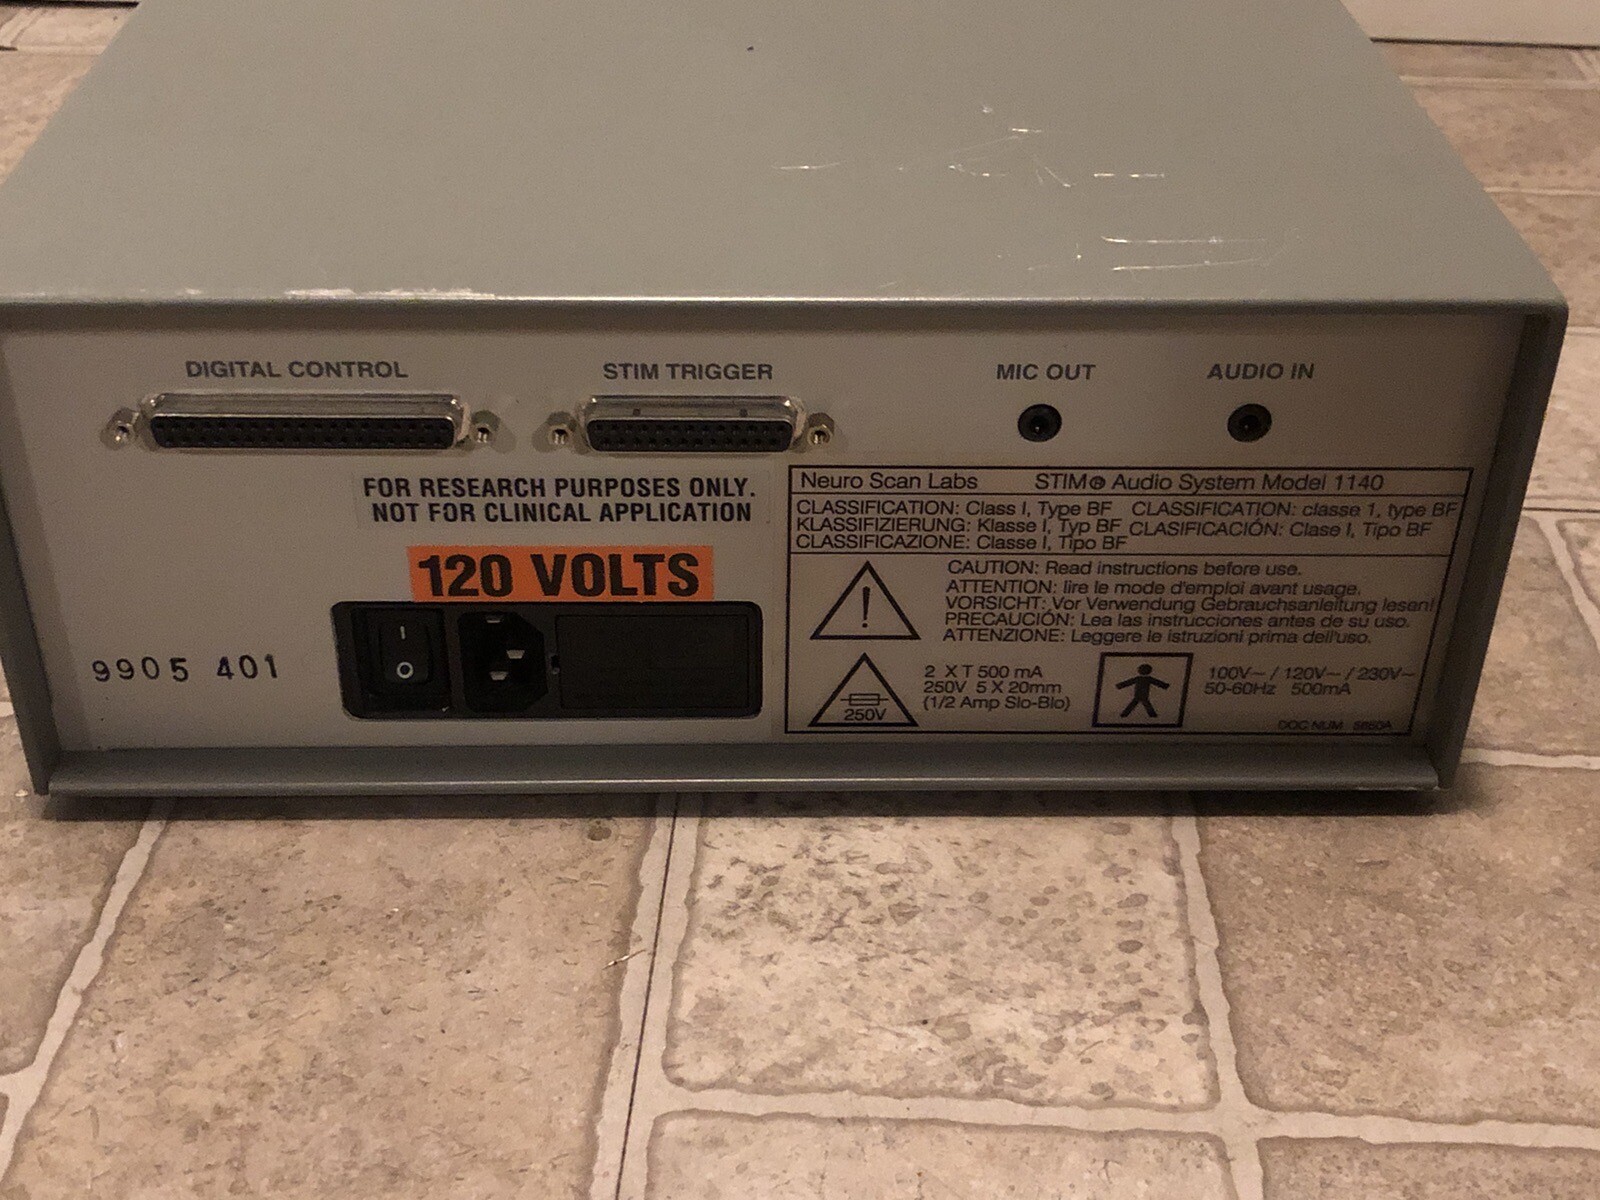 DIGITAL CONTROL
STIM TRIGGER
MIC OUT
AUDIO IN
FOR RESEARCH PURPOSES ONLY.
NOT FOR CLINICAL APPLICATION
120 VOLTS
I
O
9905 401
Neuro Scan Labs STIM® Audio System Model 1140
CLASSIFICATION: Class I, Type BF CLASSIFICATION: classe 1, type BF
KLASSIFIZIERUNG: Klasse I, Typ BF CLASIFICACIÓN: Clase I, Tipo BF
CLASSIFICAZIONE: Classe I, Tipo BF
CAUTION: Read instructions before use.
ATTENTION: lire le mode d'emploi avant usage.
VORSICHT: Vor Verwendung Gebrauchsanleitung lesen!
PRECAUCIÓN: Lea las instrucciones antes de su uso.
ATTENZIONE: Leggere le istruzioni prima dell'uso.
!
2 X T 500 mA
250V 5 X 20mm
(1/2 Amp Slo-Blo)
250V
100V~ / 120V~ / 230V~
50-60Hz 500mA
DOC NUM 5860A